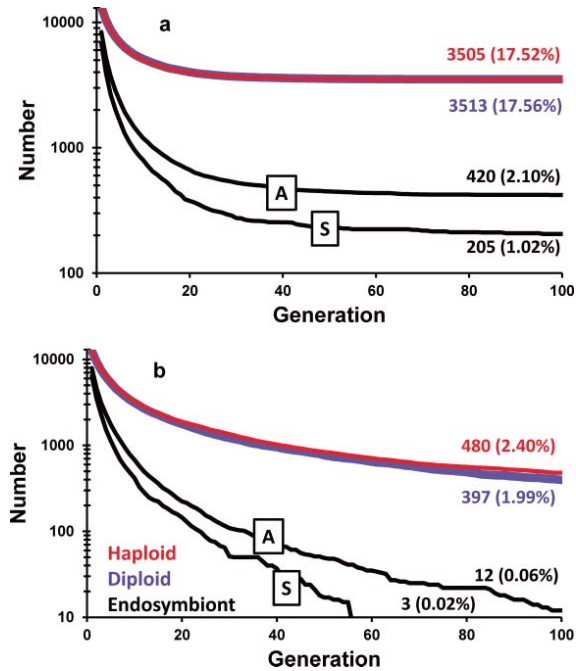 a
10000
1000
100
Number
3505 (17.52%)
3513 (17.56%)
420 (2.10%)
A
S
205 (1.02%)
0 20 40 60 80 100
Generation
b
10000
1000
100
10
Number
480 (2.40%)
397 (1.99%)
A
Haploid
Diploid
Endosymbiont
S
12 (0.06%)
3 (0.02%)
0 20 40 60 80 100
Generation